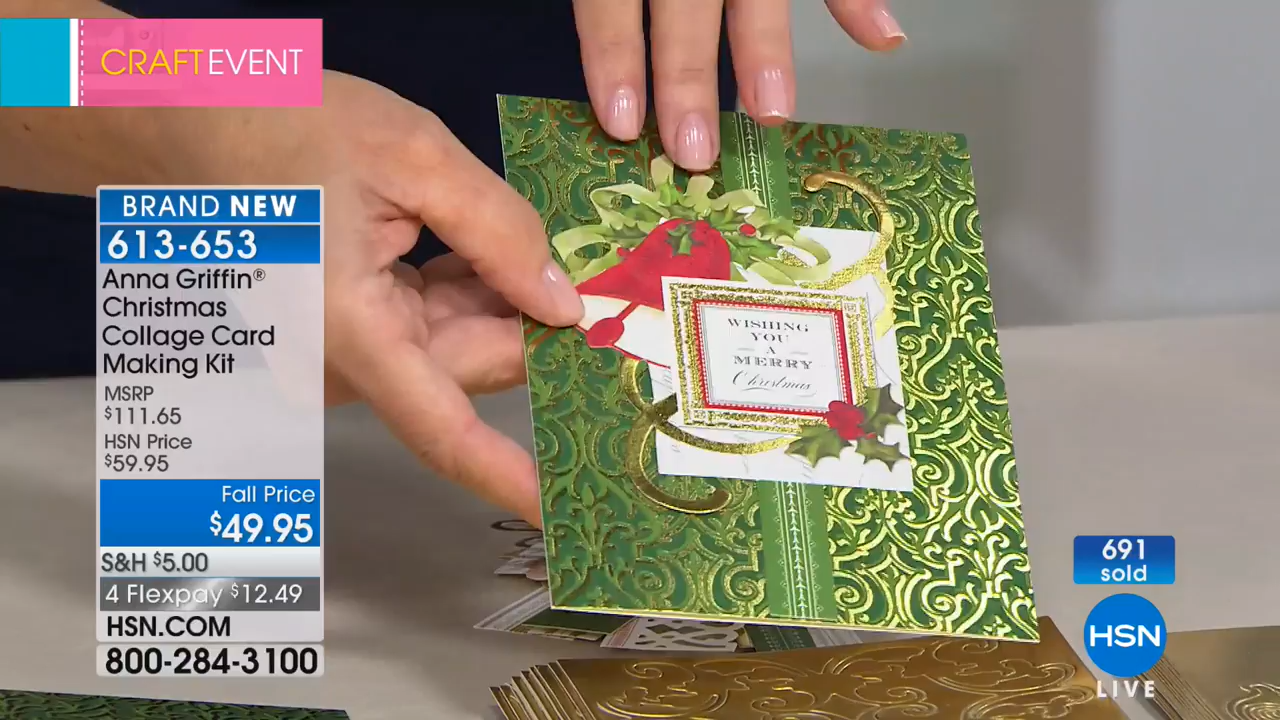 CRAFT EVENT
BRAND NEW
613-653
Anna Griffin®
Christmas
Collage Card
Making Kit
MSRP
$111.65
HSN Price
$59.95
Fall Price
$49.95
S&H $5.00
4 Flexpay $12.49
HSN.COM
800-284-3100
WISHING
YOU
A
MERRY
Christmas
691
sold
HSN
LIVE